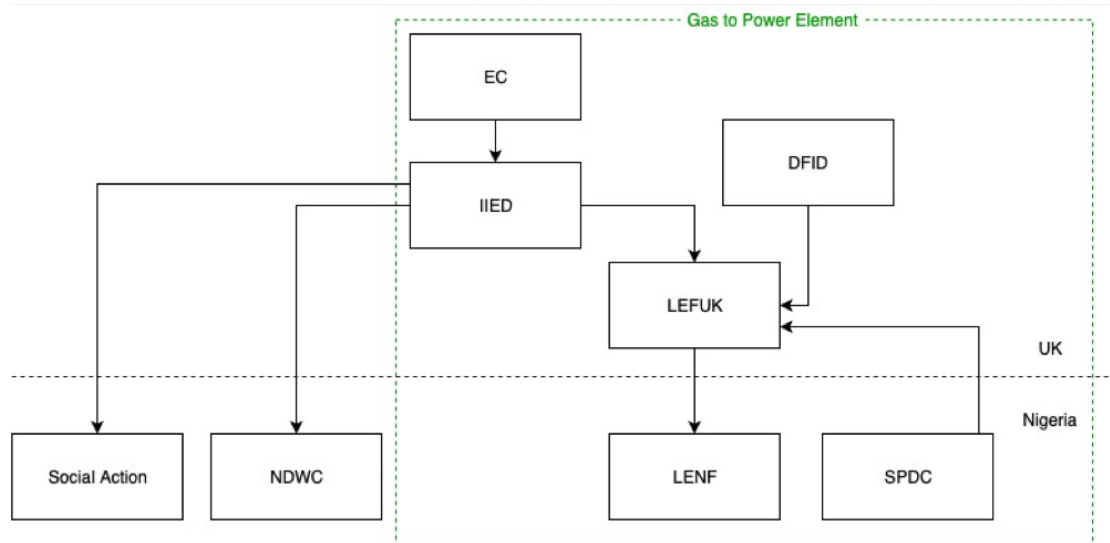 Gas to Power Element
EC
DFID
IIED
LEFUK
UK
Nigeria
Social Action
NDWC
LENF
SPDC